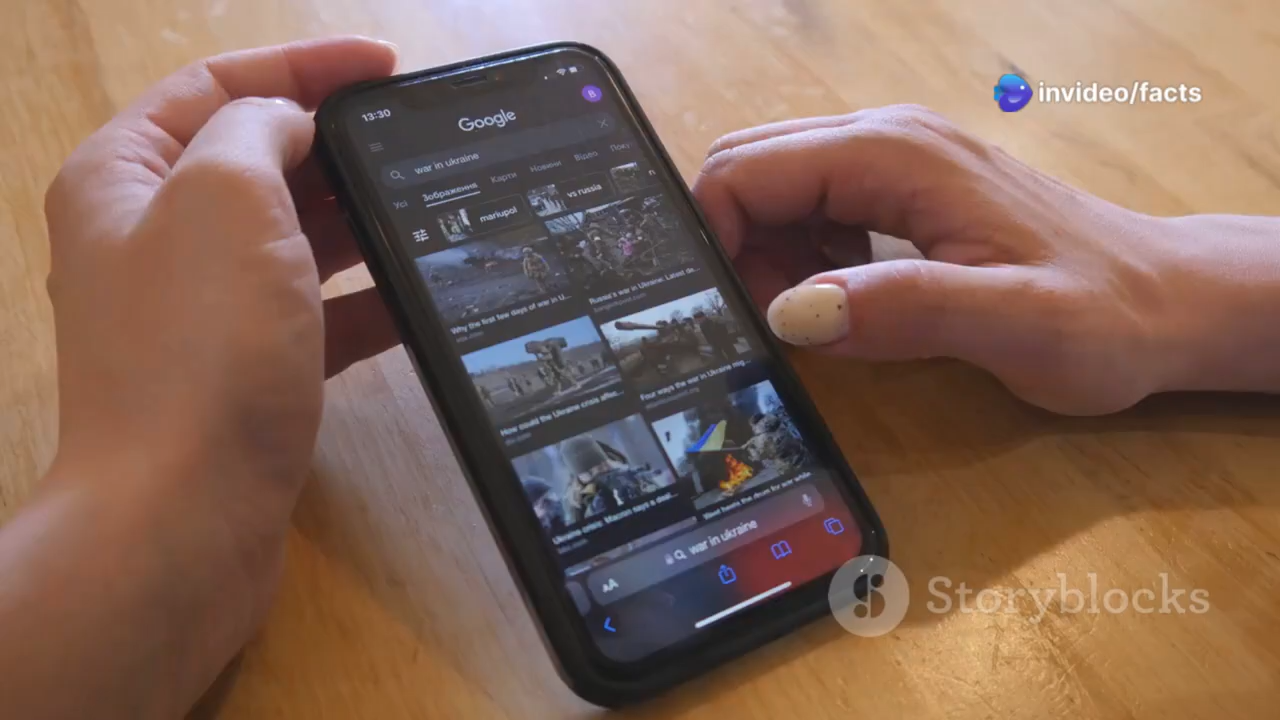 invideo/facts
13:30
Google
B
war in ukraine
Усі Зображення Карти Новини Відео Поку
mariupol
vs russia
n
Why the first few days of war in U...
Russia's war in Ukraine: Latest de...
How could the Ukraine crisis affec...
Four ways the war in Ukraine mig...
Ukraine crisis: Macron says a deal...
West beats the drum for war while
AA war in ukraine
Storyblocks